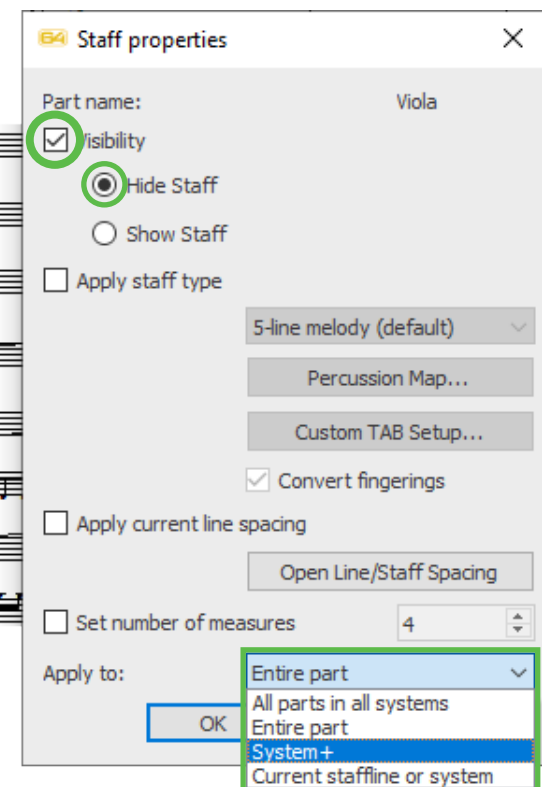 64 Staff properties
Part name: Viola
Visibility
Hide Staff
Show Staff
Apply staff type
5-line melody (default)
Percussion Map...
Custom TAB Setup...
Convert fingerings
Apply current line spacing
Open Line/Staff Spacing
Set number of measures 4
Apply to: Entire part
All parts in all systems
OK Entire part
System+
Current staffline or system